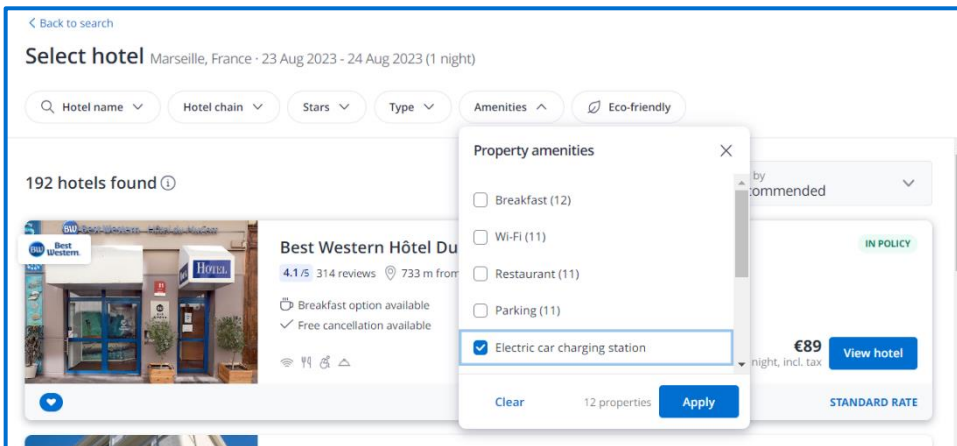 Back to search
Select hotel Marseille, France · 23 Aug 2023 - 24 Aug 2023 (1 night)
Hotel name
Hotel chain
Stars
Type
Amenities
Eco-friendly
192 hotels found
by
commended
Property amenities
Breakfast (12)
Wi-Fi (11)
Restaurant (11)
Parking (11)
Electric car charging station
Clear
12 properties
Apply
BW
Best
Western
HOTEL
Best Western Hôtel Du
4.1/5 314 reviews 733 m from
Breakfast option available
Free cancellation available
IN POLICY
€89
night, incl. tax
View hotel
STANDARD RATE